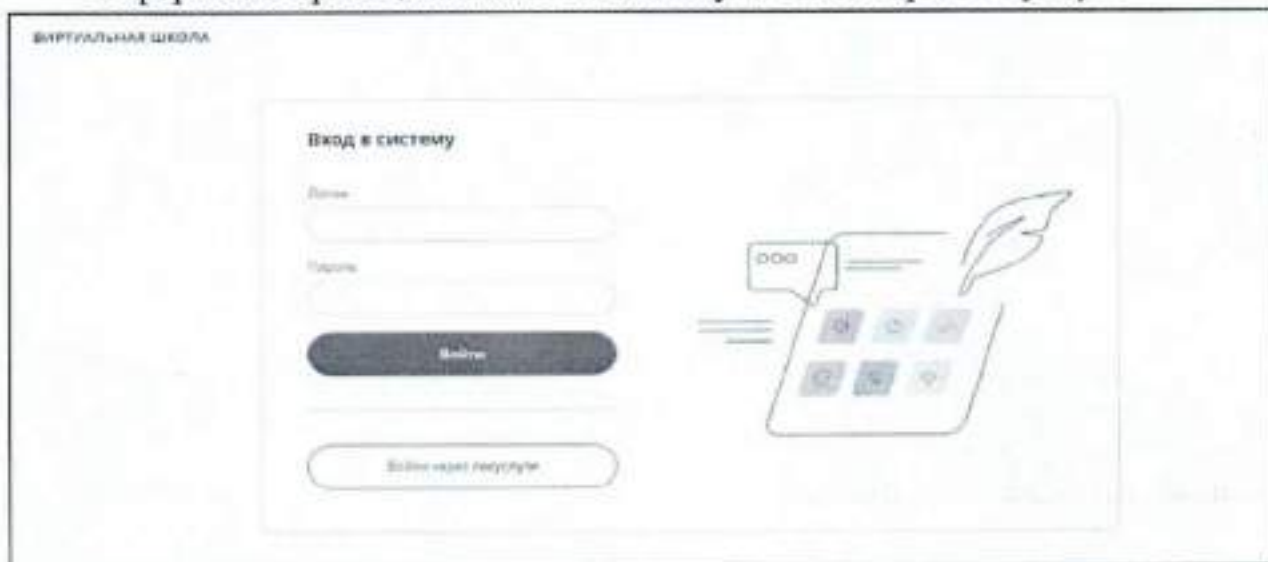 ВИРТУАЛЬНАЯ ШКОЛА
Вход в систему
Логин
Пароль
Войти
Войти через госуслуги